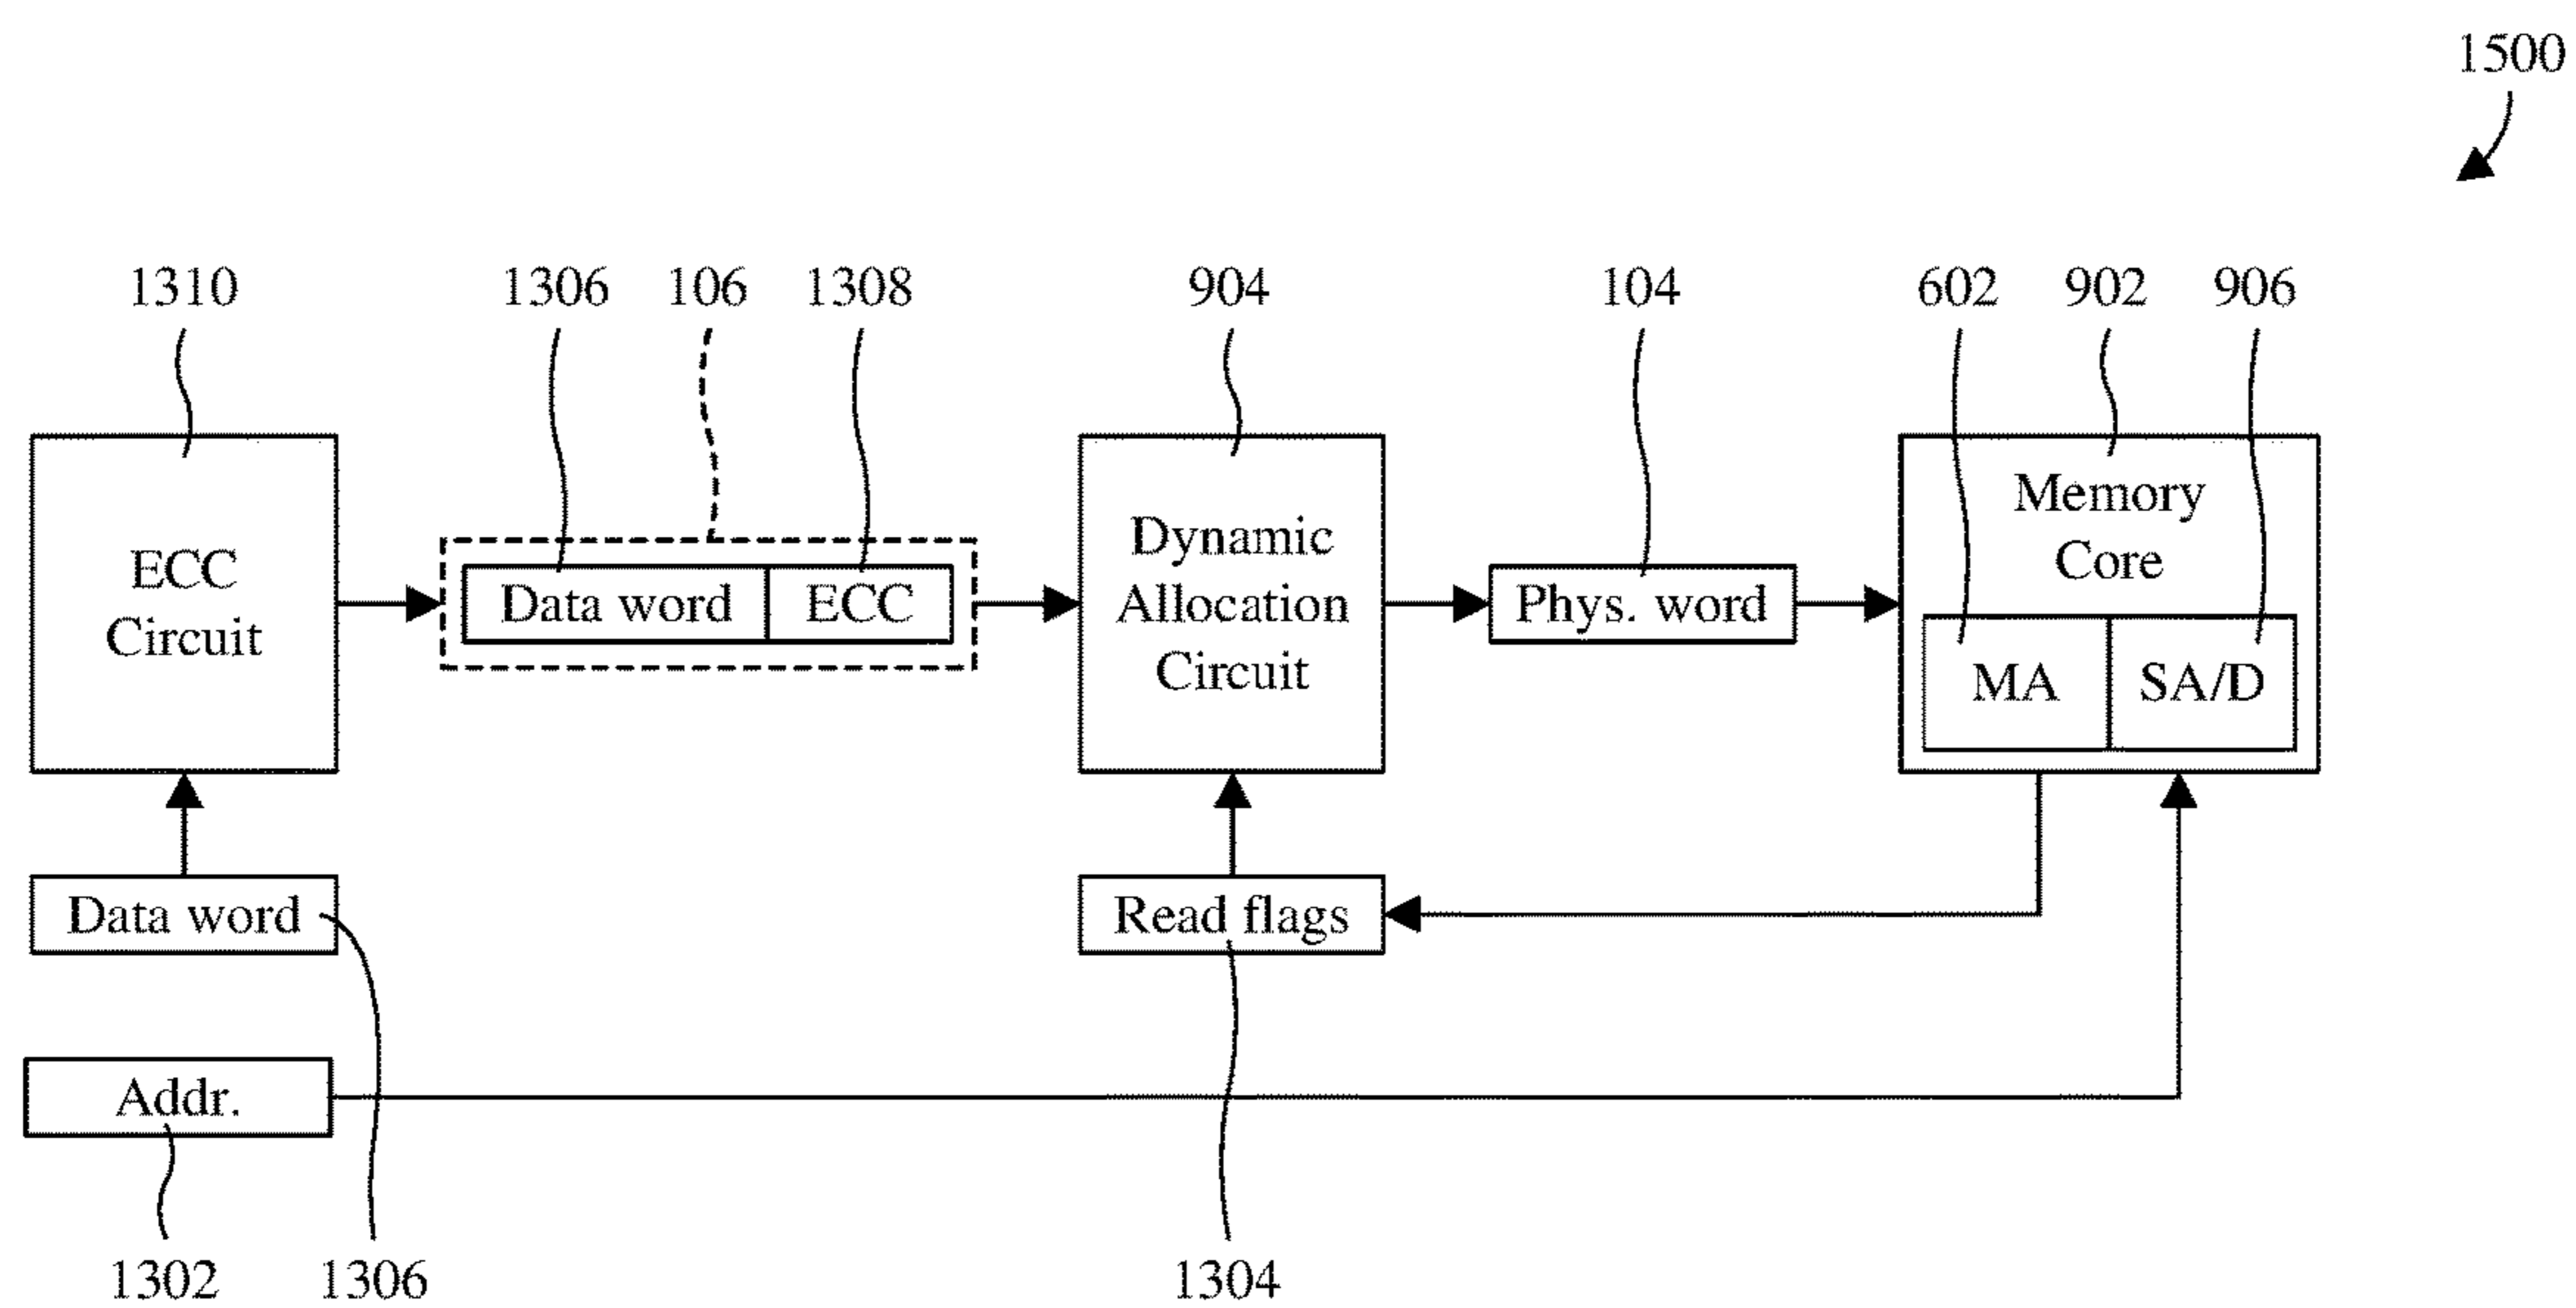 1500
1310 1306 106 1308 904 104 602 902 906
ECC
Circuit
Data word ECC
Dynamic
Allocation
Circuit
Phys. word
Memory
Core
MA SA/D
Data word
Read flags
Addr.
1302 1306 1304